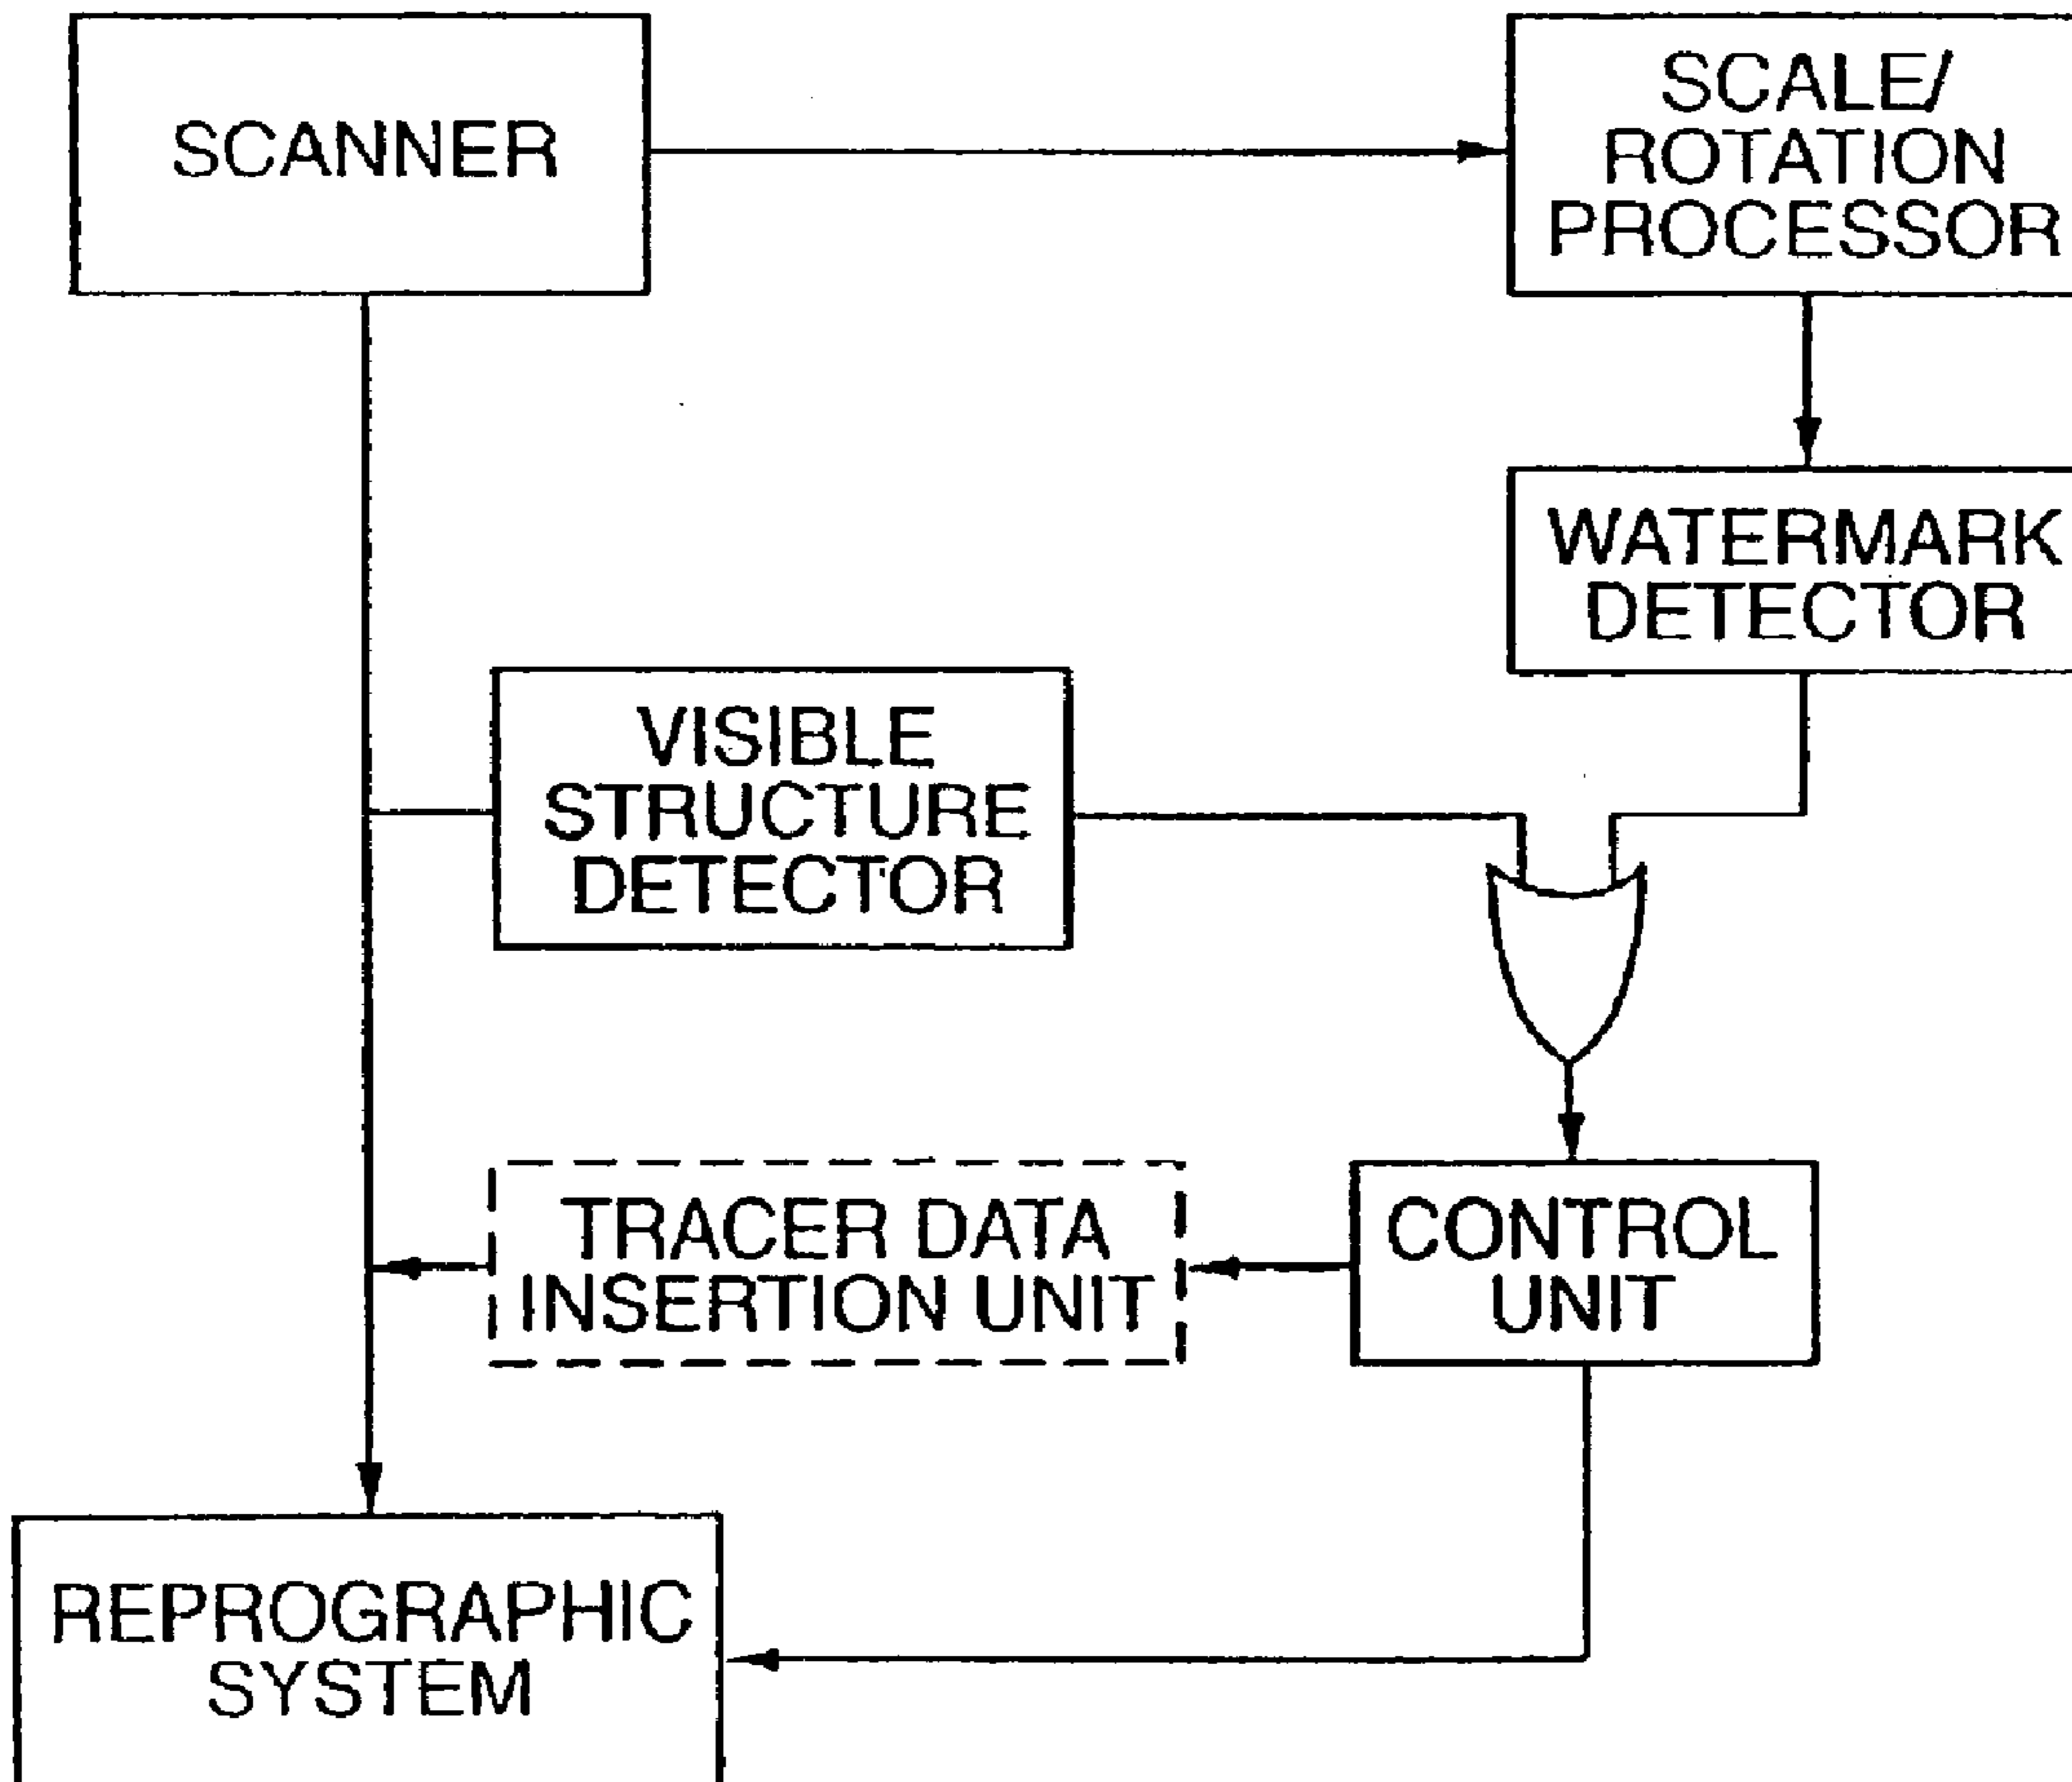 SCANNER
SCALE/
ROTATION
PROCESSOR
WATERMARK
DETECTOR
VISIBLE
STRUCTURE
DETECTOR
TRACER DATA
INSERTION UNIT
CONTROL
UNIT
REPROGRAPHIC
SYSTEM